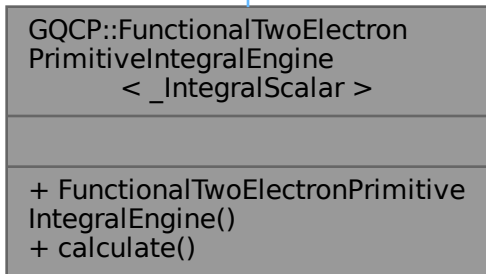 GQCP::FunctionalTwoElectron
PrimitiveIntegralEngine
< _IntegralScalar >
+ FunctionalTwoElectronPrimitive
IntegralEngine()
+ calculate()